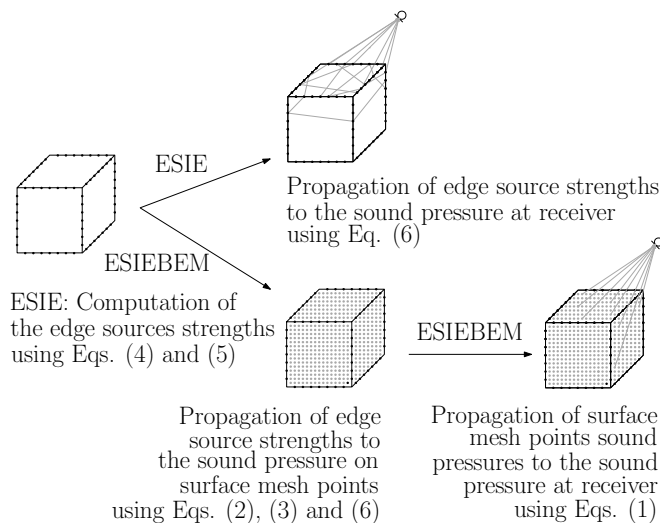 ESIE
Propagation of edge source strengths
to the sound pressure at receiver
using Eq. (6)
ESIEBEM
ESIE: Computation of
the edge sources strengths
using Eqs. (4) and (5)
ESIEBEM
Propagation of edge
source strengths to
the sound pressure on
surface mesh points
using Eqs. (2), (3) and (6)
Propagation of surface
mesh points sound
pressures to the sound
pressure at receiver
using Eqs. (1)